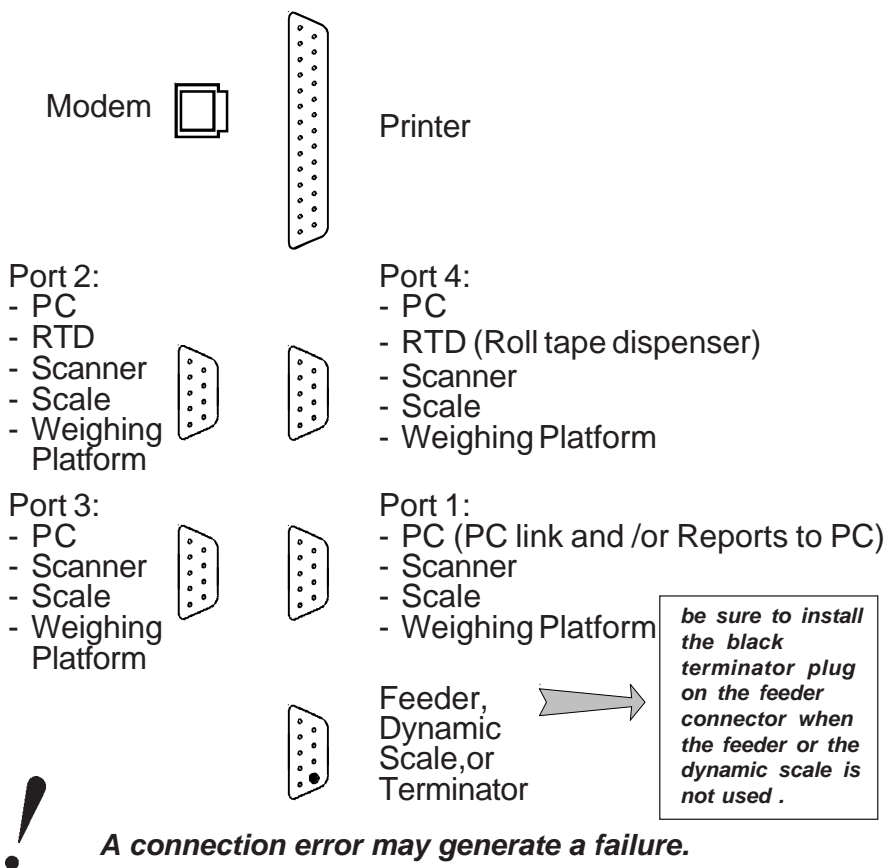 Modem
Printer
Port 2:
- PC
- RTD
- Scanner
- Scale
- Weighing
Platform
Port 4:
- PC
- RTD (Roll tape dispenser)
- Scanner
- Scale
- Weighing Platform
Port 3:
- PC
- Scanner
- Scale
- Weighing
Platform
Port 1:
- PC (PC link and /or Reports to PC)
- Scanner
- Scale
- Weighing Platform
Feeder,
Dynamic
Scale,or
Terminator
be sure to install
the black
terminator plug
on the feeder
connector when
the feeder or the
dynamic scale is
not used .
!
A connection error may generate a failure.